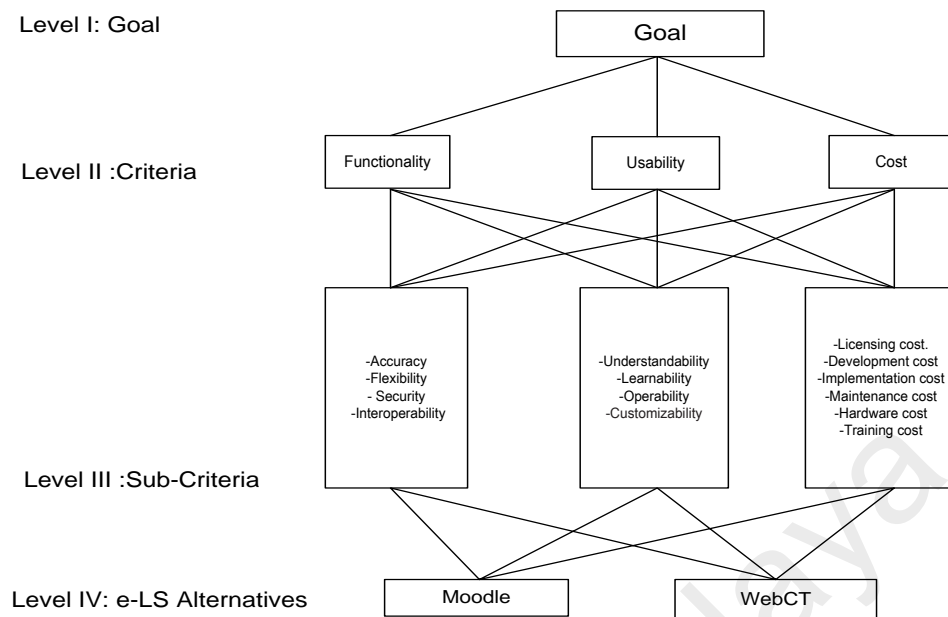 Level I: Goal
Goal
Level II :Criteria
Functionality
Usability
Cost
-Accuracy
-Flexibility
- Security
-Interoperability
-Understandability
-Learnability
-Operability
-Customizability
-Licensing cost.
-Development cost
-Implementation cost
-Maintenance cost
-Hardware cost
-Training cost
Level III :Sub-Criteria
Level IV: e-LS Alternatives
Moodle
WebCT